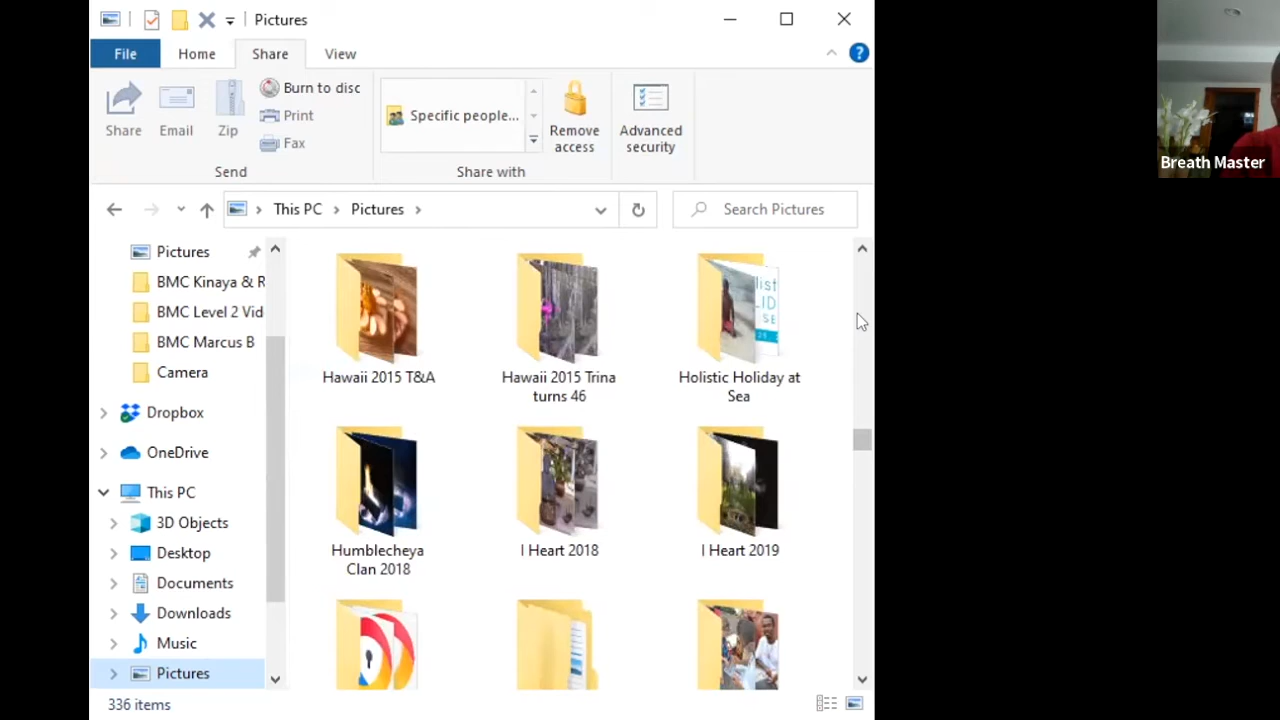 Pictures
File
Home
Share
View
Share
Email
Zip
Burn to disc
Print
Fax
Specific people...
Remove
access
Advanced
security
Send
Share with
This PC
Pictures
Search Pictures
Pictures
BMC Kinaya & R
BMC Level 2 Vid
BMC Marcus B
Camera
Dropbox
OneDrive
This PC
3D Objects
Desktop
Documents
Downloads
Music
Pictures
list
LID
SE
Hawaii 2015 T&A
Hawaii 2015 Trina
turns 46
Holistic Holiday at
Sea
Humblecheya
Clan 2018
I Heart 2018
I Heart 2019
336 items
Breath Master